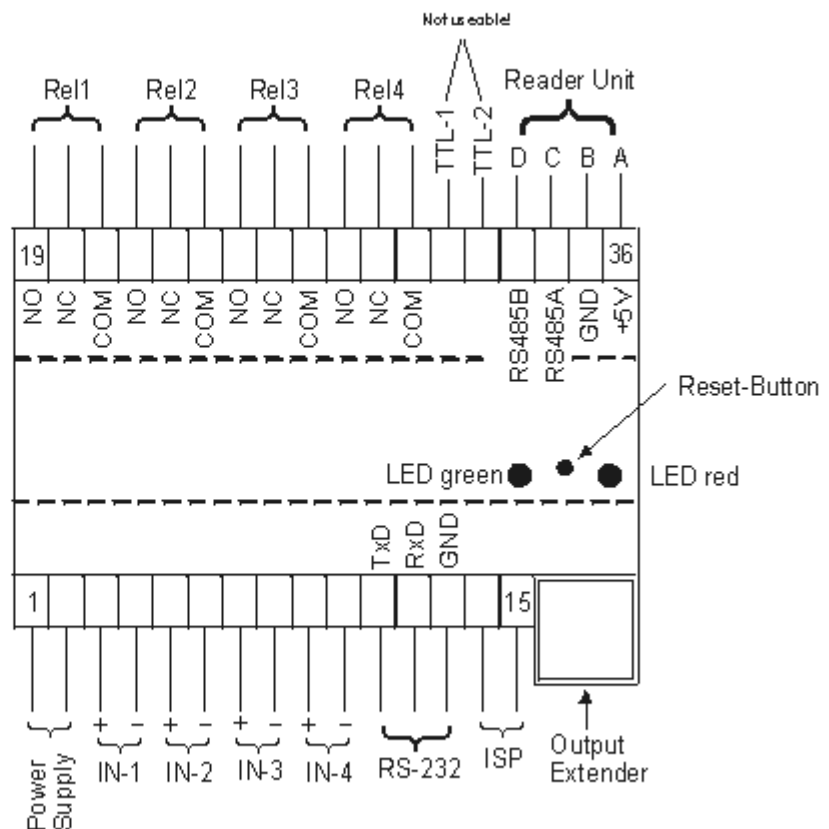 Not useable!
Rel1 Rel2 Rel3 Rel4 TTL-1 TTL-2 Reader Unit
D C B A
19 36
NO NC COM NO NC COM NO NC COM NO NC COM RS485B RS485A GND +5V
Reset-Button
LED green LED red
TxD RxD GND
1 15
+ - + - + - + -
Power Supply IN-1 IN-2 IN-3 IN-4 RS-232 ISP Output
Extender